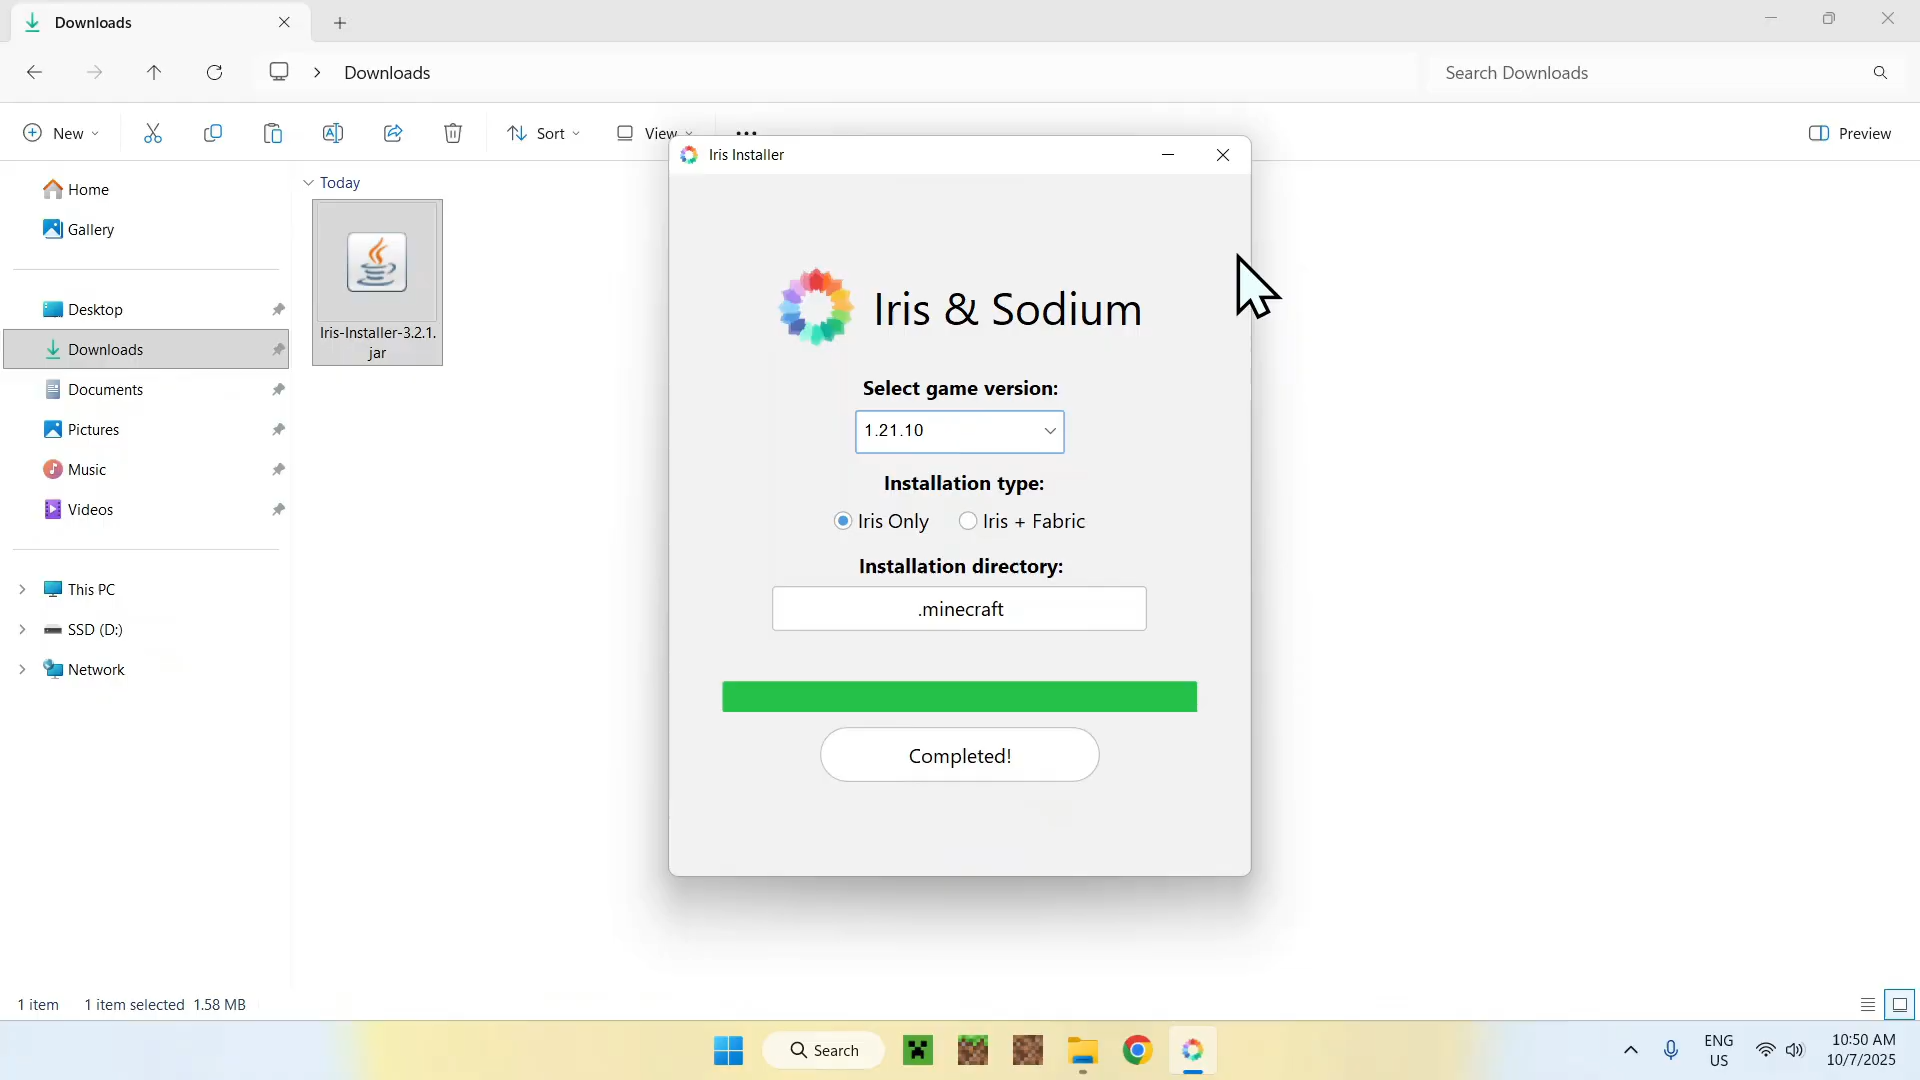 Downloads
Downloads
Search Downloads
New
Sort
View
Preview
Iris Installer
Home
Gallery
Desktop
Downloads
Documents
Pictures
Music
Videos
This PC
SSD (D:)
Network
Today
Iris-Installer-3.2.1.
jar
Iris & Sodium
Select game version:
1.21.10
Installation type:
Iris Only
Iris + Fabric
Installation directory:
.minecraft
Completed!
1 item
1 item selected 1.58 MB
Search
ENG
US
10:50 AM
10/7/2025